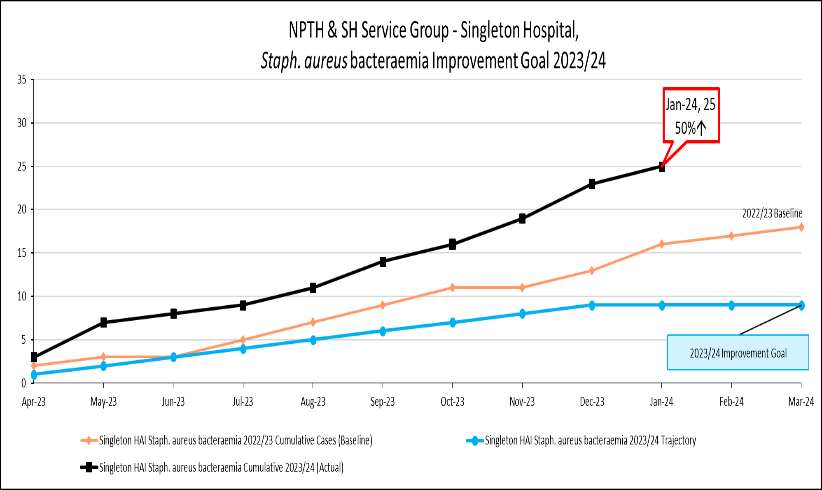 NPTH & SH Service Group - Singleton Hospital,
Staph. aureus bacteraemia Improvement Goal 2023/24
35
30
25
20
15
10
5
0
Jan-24, 25
50%↑
2022/23 Baseline
2023/24 Improvement Goal
Apr-23 May-23 Jun-23 Jul-23 Aug-23 Sep-23 Oct-23 Nov-23 Dec-23 Jan-24 Feb-24 Mar-24
Singleton HAI Staph. aureus bacteraemia 2022/23 Cumulative Cases (Baseline)
Singleton HAI Staph. aureus bacteraemia 2023/24 Trajectory
Singleton HAI Staph. aureus bacteraemia Cumulative 2023/24 (Actual)